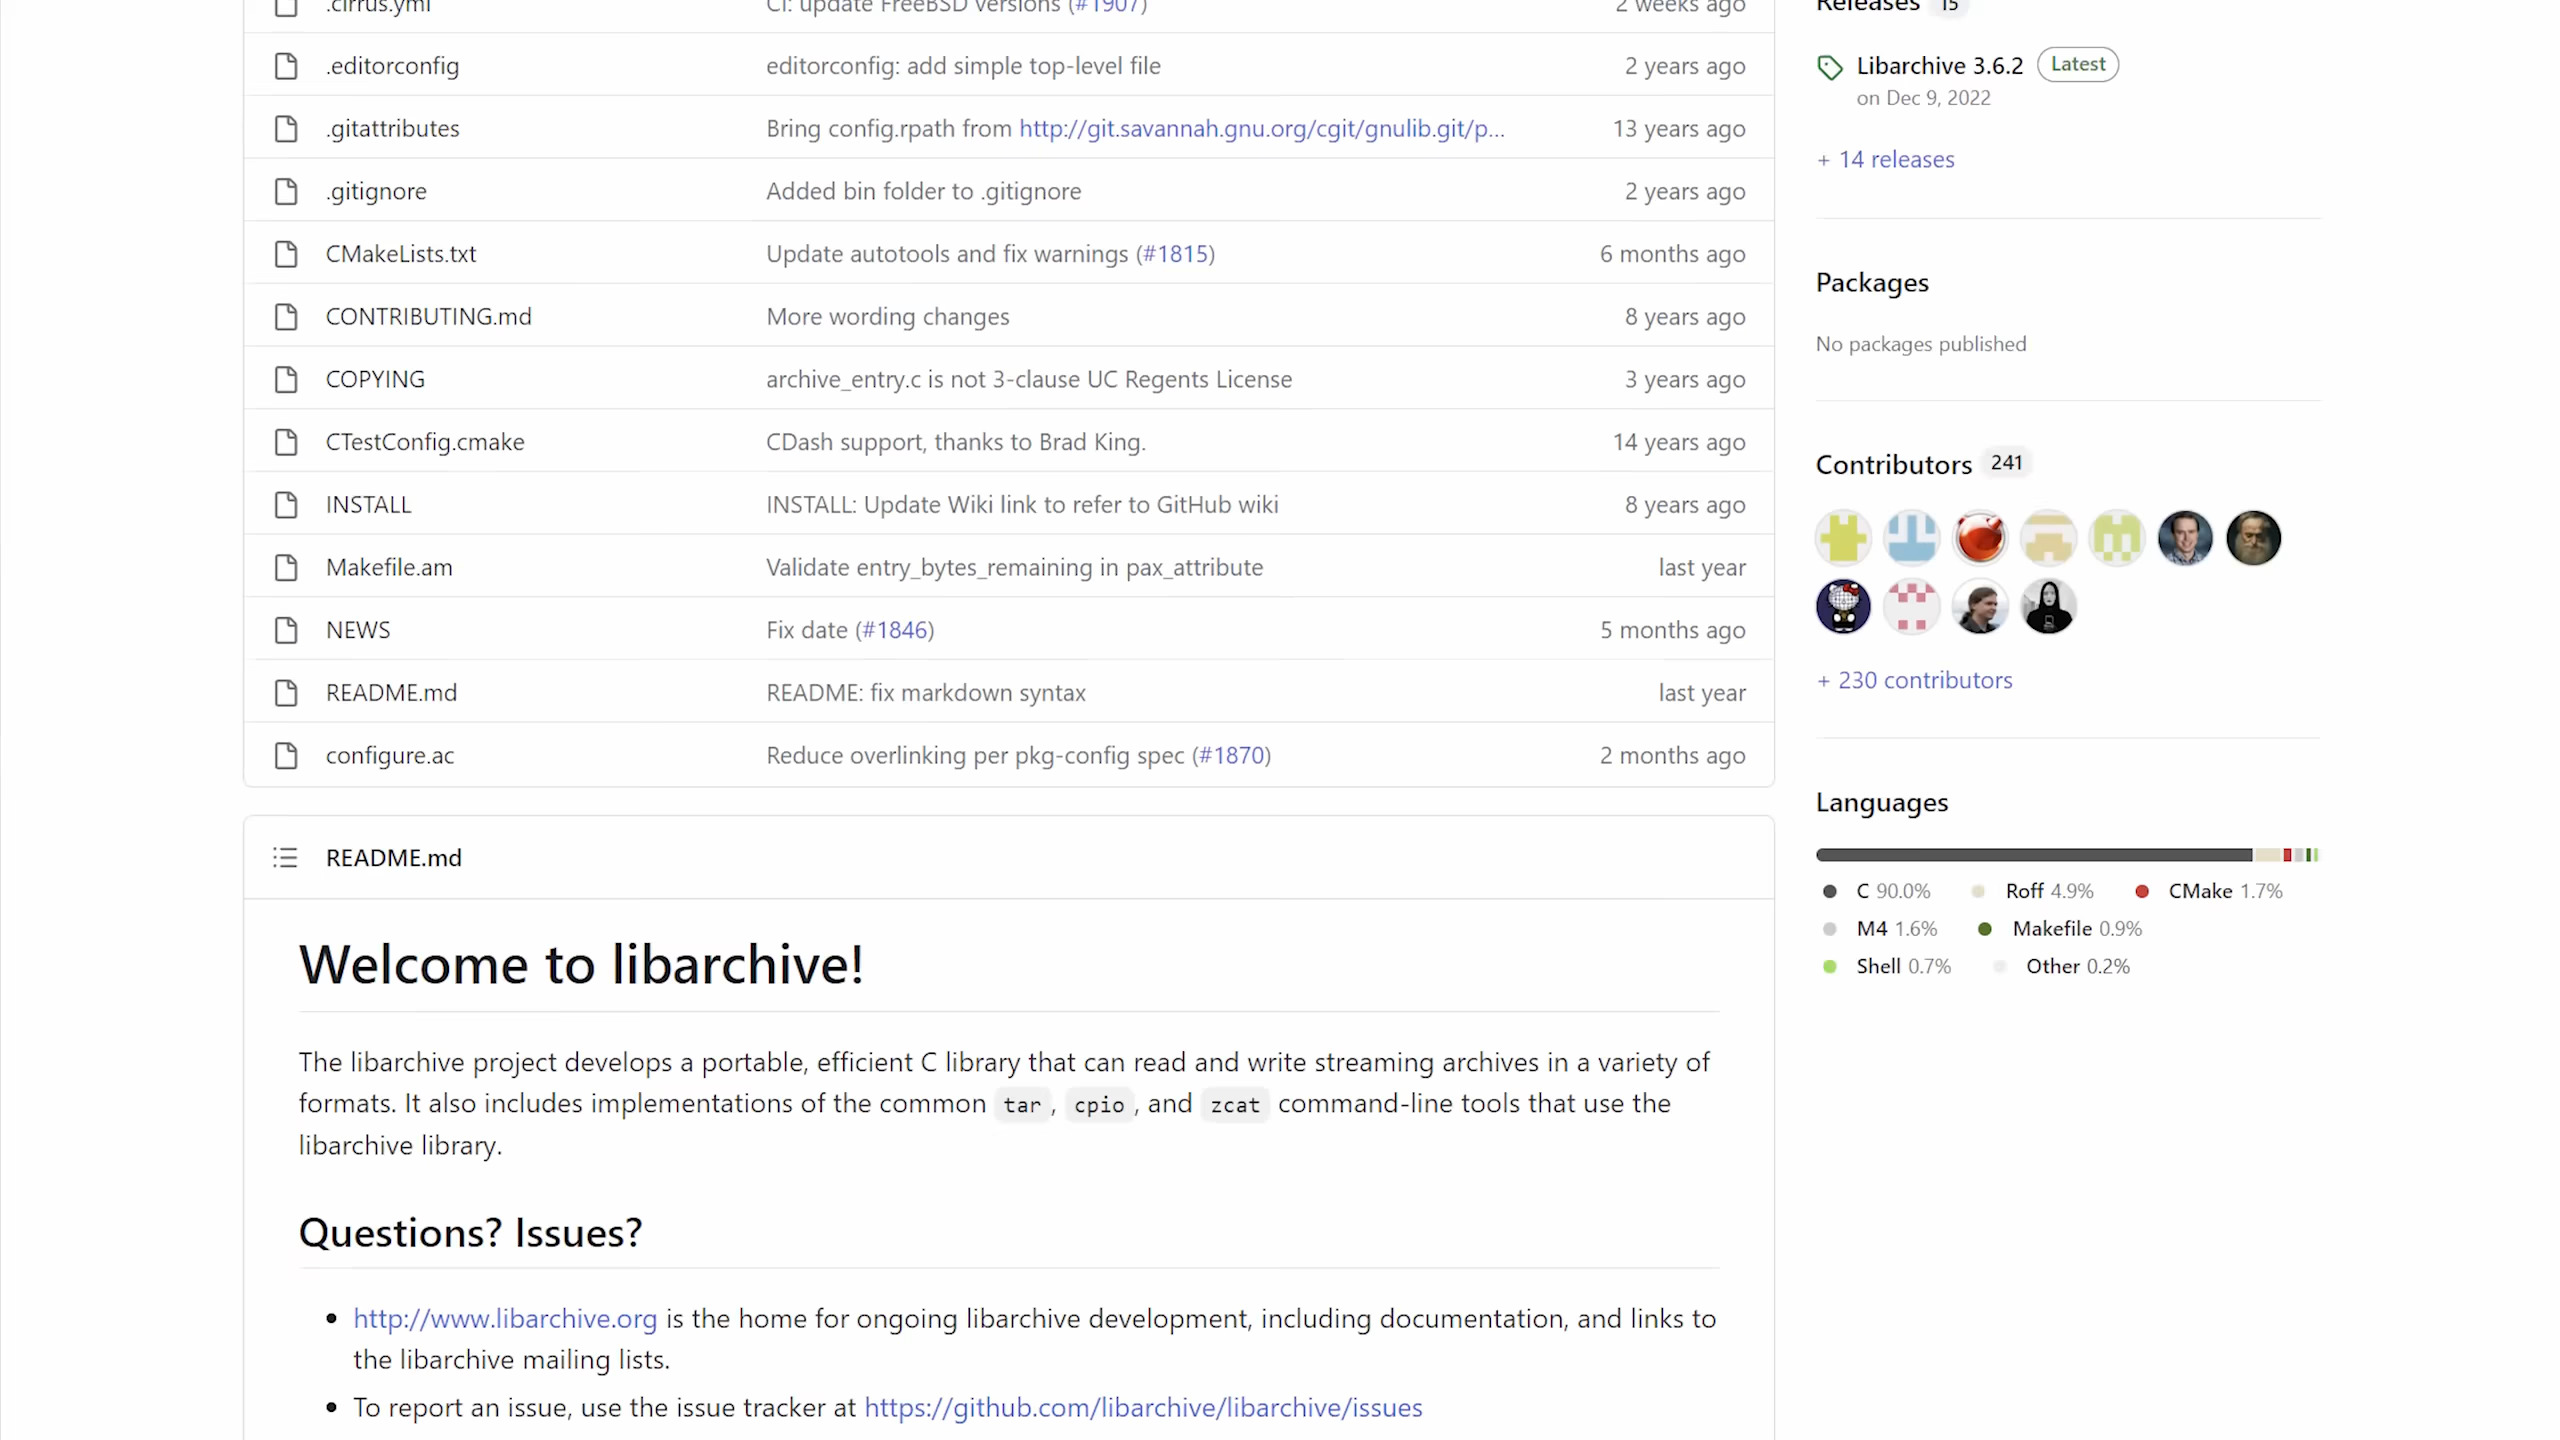 .cirrus.yml CI: update FreeBSD versions (#1907) 2 weeks ago
.editorconfig editorconfig: add simple top-level file 2 years ago
.gitattributes Bring config.rpath from http://git.savannah.gnu.org/cgit/gnulib.git/p... 13 years ago
.gitignore Added bin folder to .gitignore 2 years ago
CMakeLists.txt Update autotools and fix warnings (#1815) 6 months ago
CONTRIBUTING.md More wording changes 8 years ago
COPYING archive_entry.c is not 3-clause UC Regents License 3 years ago
CTestConfig.cmake CDash support, thanks to Brad King. 14 years ago
INSTALL INSTALL: Update Wiki link to refer to GitHub wiki 8 years ago
Makefile.am Validate entry_bytes_remaining in pax_attribute last year
NEWS Fix date (#1846) 5 months ago
README.md README: fix markdown syntax last year
configure.ac Reduce overlinking per pkg-config spec (#1870) 2 months ago
README.md
Welcome to libarchive!
The libarchive project develops a portable, efficient C library that can read and write streaming archives in a variety of
formats. It also includes implementations of the common tar, cpio, and zcat command-line tools that use the
libarchive library.
Questions? Issues?
• http://www.libarchive.org is the home for ongoing libarchive development, including documentation, and links to
the libarchive mailing lists.
• To report an issue, use the issue tracker at https://github.com/libarchive/libarchive/issues
Releases 15
Libarchive 3.6.2 Latest
on Dec 9, 2022
+ 14 releases
Packages
No packages published
Contributors 241
+ 230 contributors
Languages
C 90.0% Roff 4.9% CMake 1.7%
M4 1.6% Makefile 0.9%
Shell 0.7% Other 0.2%